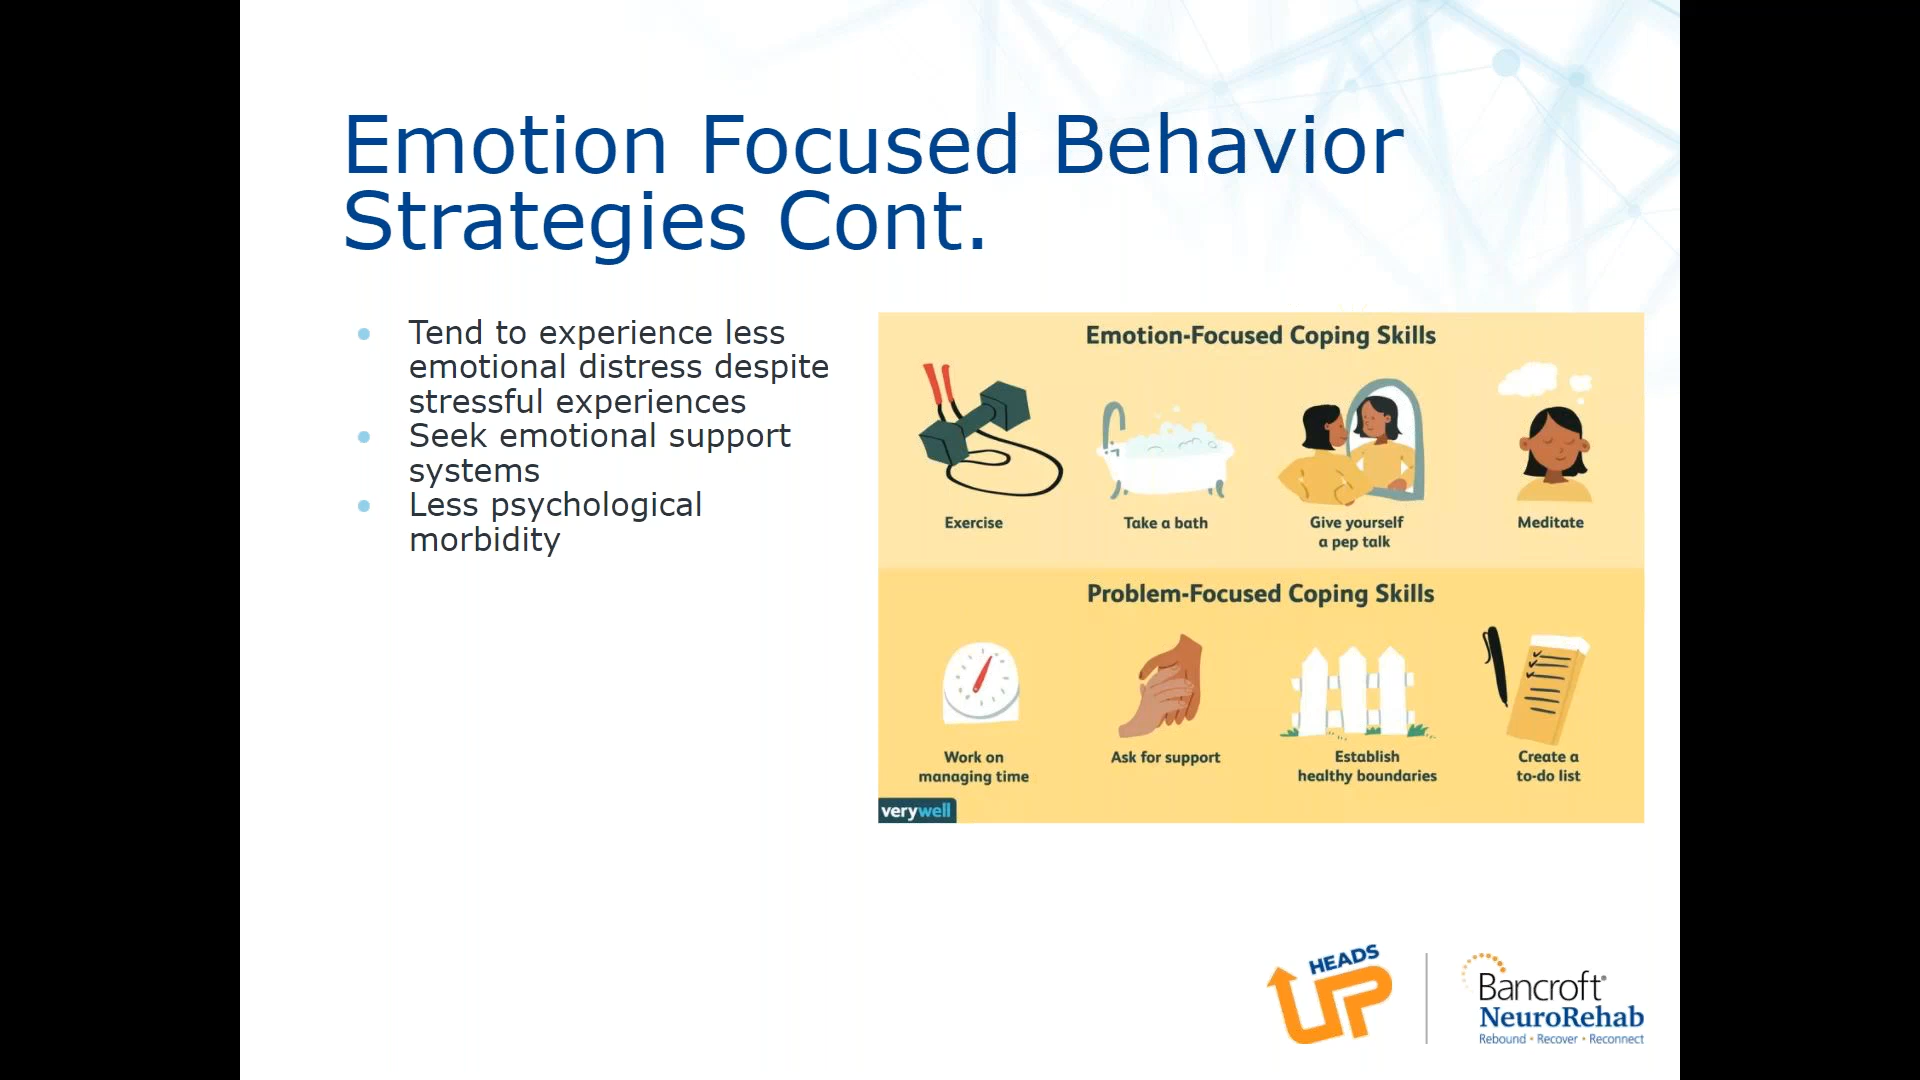 Emotion Focused Behavior
Strategies Cont.
Tend to experience less
emotional distress despite
stressful experiences
Seek emotional support
systems
Less psychological
morbidity
Emotion-Focused Coping Skills
Exercise
Take a bath
Give yourself
a pep talk
Meditate
Problem-Focused Coping Skills
Work on
managing time
Ask for support
Establish
healthy boundaries
Create a
to-do list
verywell
HEADS
UP
Bancroft®
NeuroRehab
Rebound • Recover • Reconnect